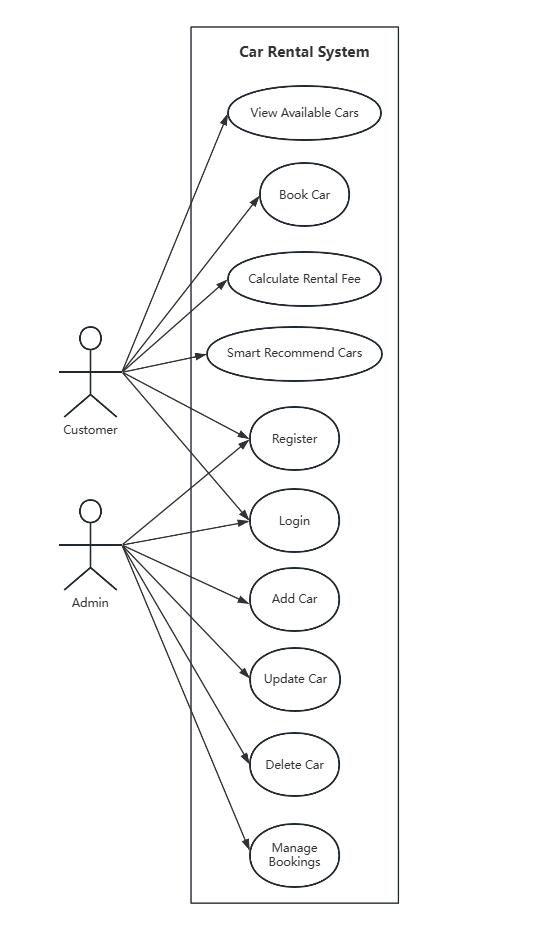 Car Rental System
View Available Cars
Book Car
Calculate Rental Fee
Smart Recommend Cars
Customer
Register
Login
Admin
Add Car
Update Car
Delete Car
Manage
Bookings